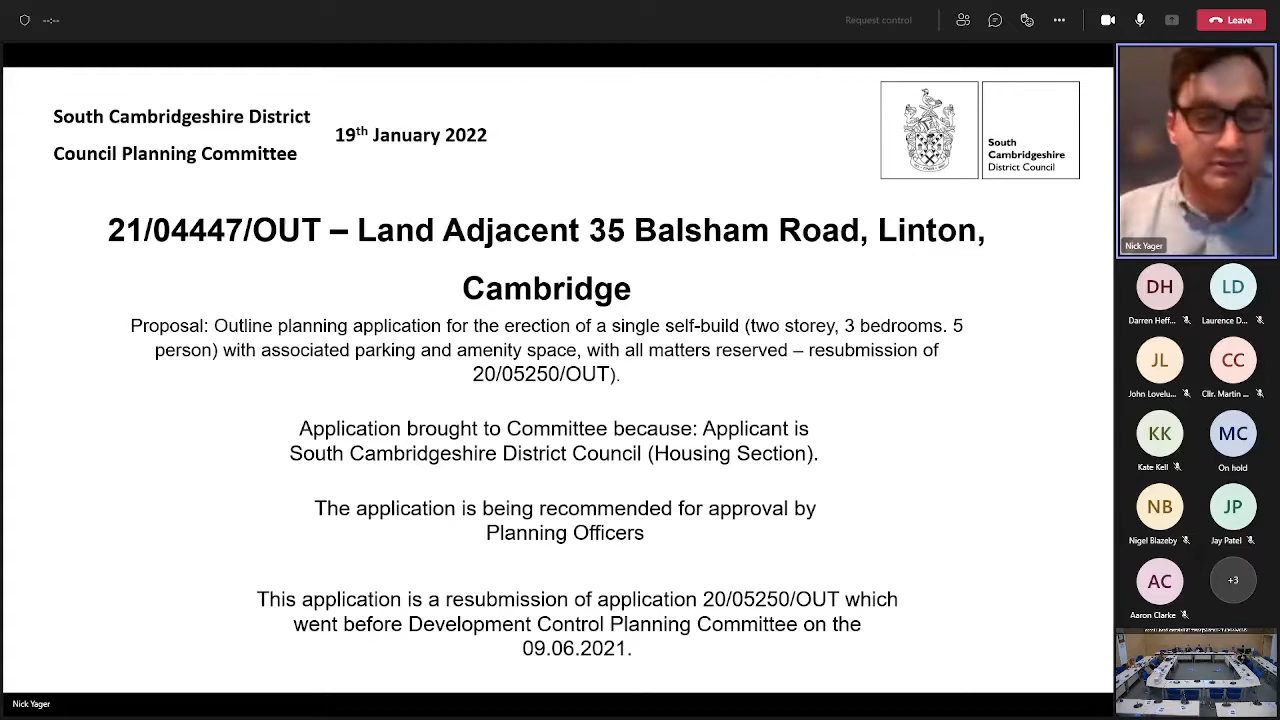 --:--
Request control
Leave
South Cambridgeshire District
Council Planning Committee
19th January 2022
South
Cambridgeshire
District Council
21/04447/OUT – Land Adjacent 35 Balsham Road, Linton,
Cambridge
Proposal: Outline planning application for the erection of a single self-build (two storey, 3 bedrooms. 5
person) with associated parking and amenity space, with all matters reserved – resubmission of
20/05250/OUT).
Application brought to Committee because: Applicant is
South Cambridgeshire District Council (Housing Section).
The application is being recommended for approval by
Planning Officers
This application is a resubmission of application 20/05250/OUT which
went before Development Control Planning Committee on the
09.06.2021.
Nick Yager
Nick Yager
DH
LD
Darren Heff...
Laurence D...
JL
CC
John Lovelu...
Cllr. Martin ...
KK
MC
Kate Kell
On hold
NB
JP
Nigel Blazeby
Jay Patel
AC
+3
Aaron Clarke